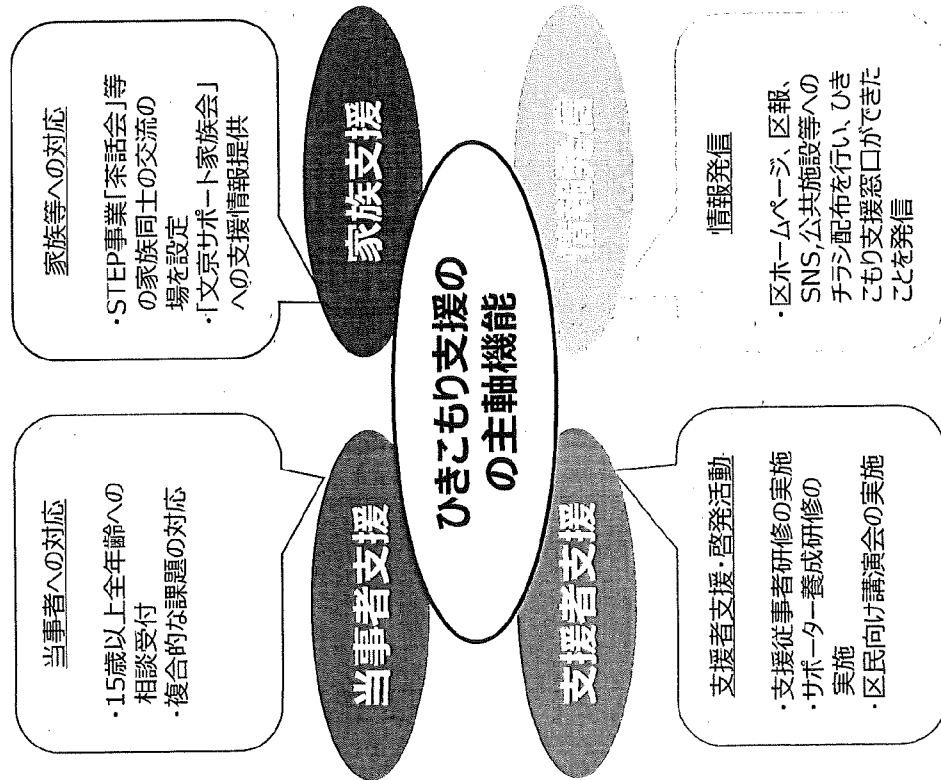 当事者への対応
・15歳以上全年齢への
相談受付
・複合的な課題の対応
家族等への対応
・STEP事業「茶話会」等
の家族同士の交流の
場を設定
・「文京サポート家族会」
への支援情報提供
当事者支援
家族支援
ひきこもり支援の
の主軸機能
支援者支援
情報発信
支援者支援・啓発活動
・支援従事者研修の実施
・サポーター養成研修の
実施
・区民向け講演会の実施
情報発信
・区ホームページ、区報、
SNS,公共施設等への
チラシ配布を行い、ひき
こもり支援窓口ができた
ことを発信